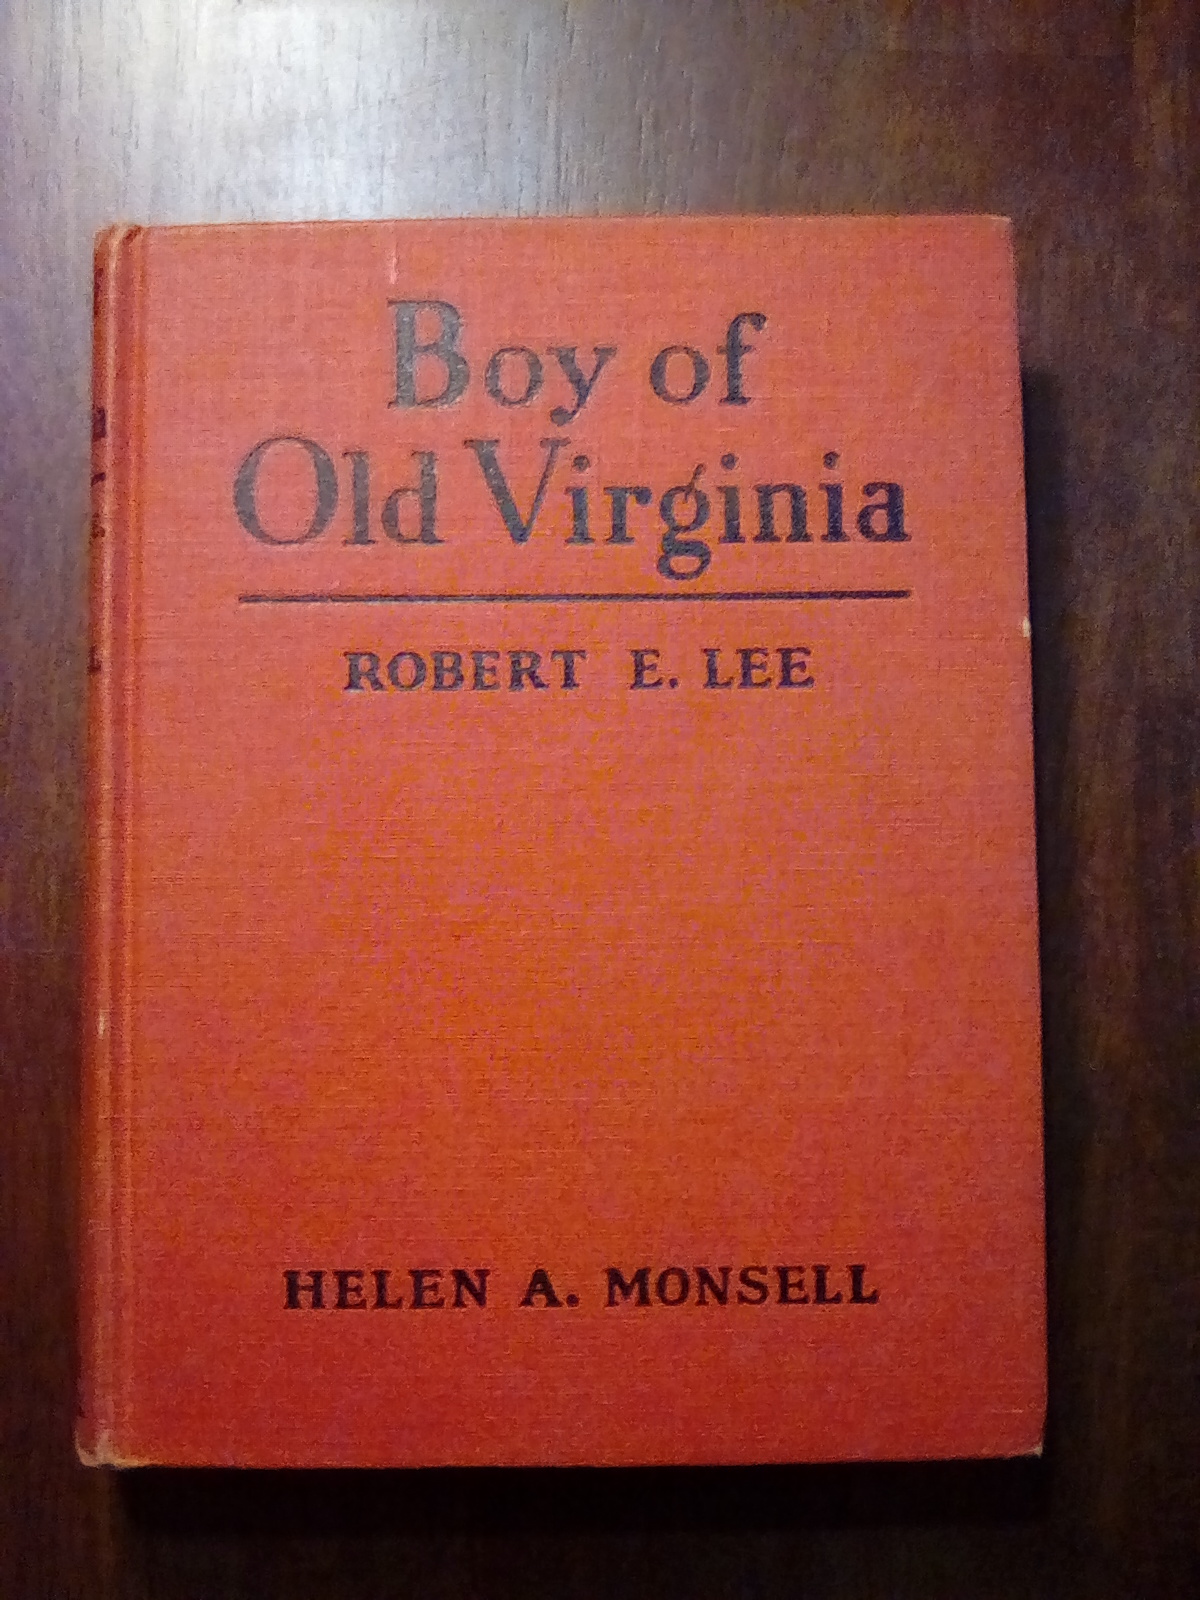 Boy of
Old Virginia
ROBERT E. LEE
HELEN A. MONSELL